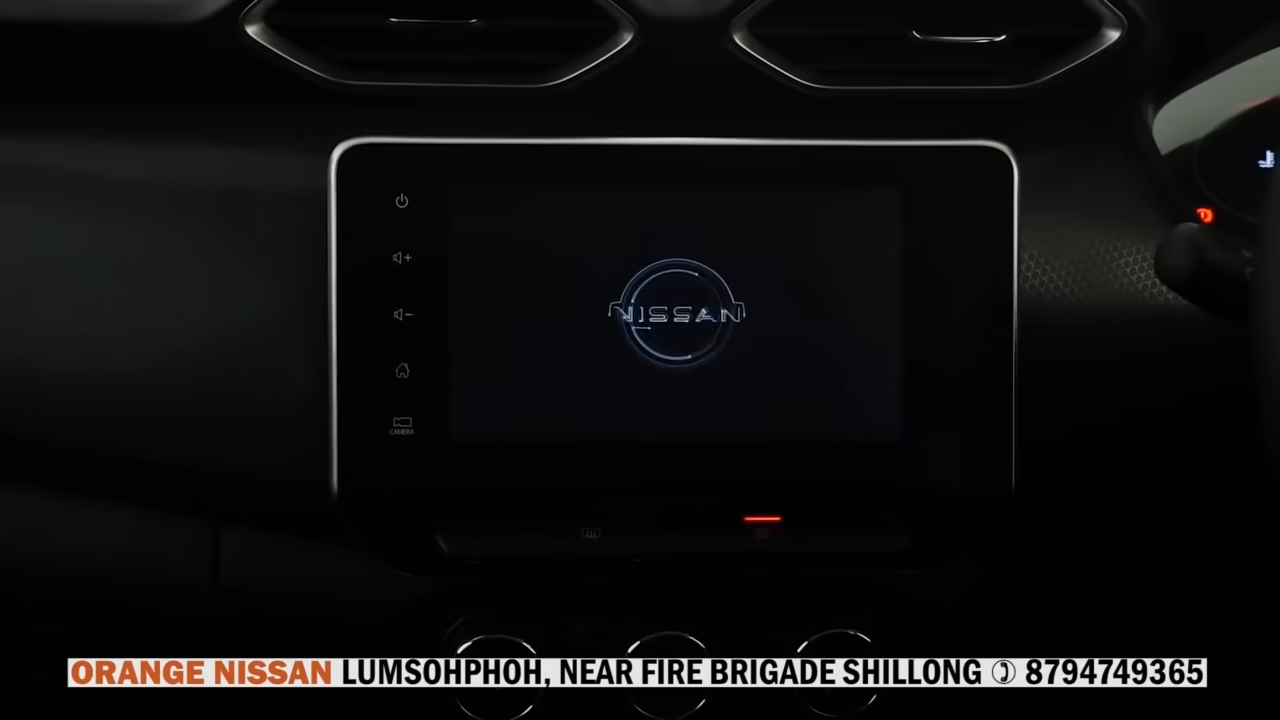 NISSAN
CAMERA
ORANGE NISSAN LUMSOHPHOH, NEAR FIRE BRIGADE SHILLONG ✆ 8794749365